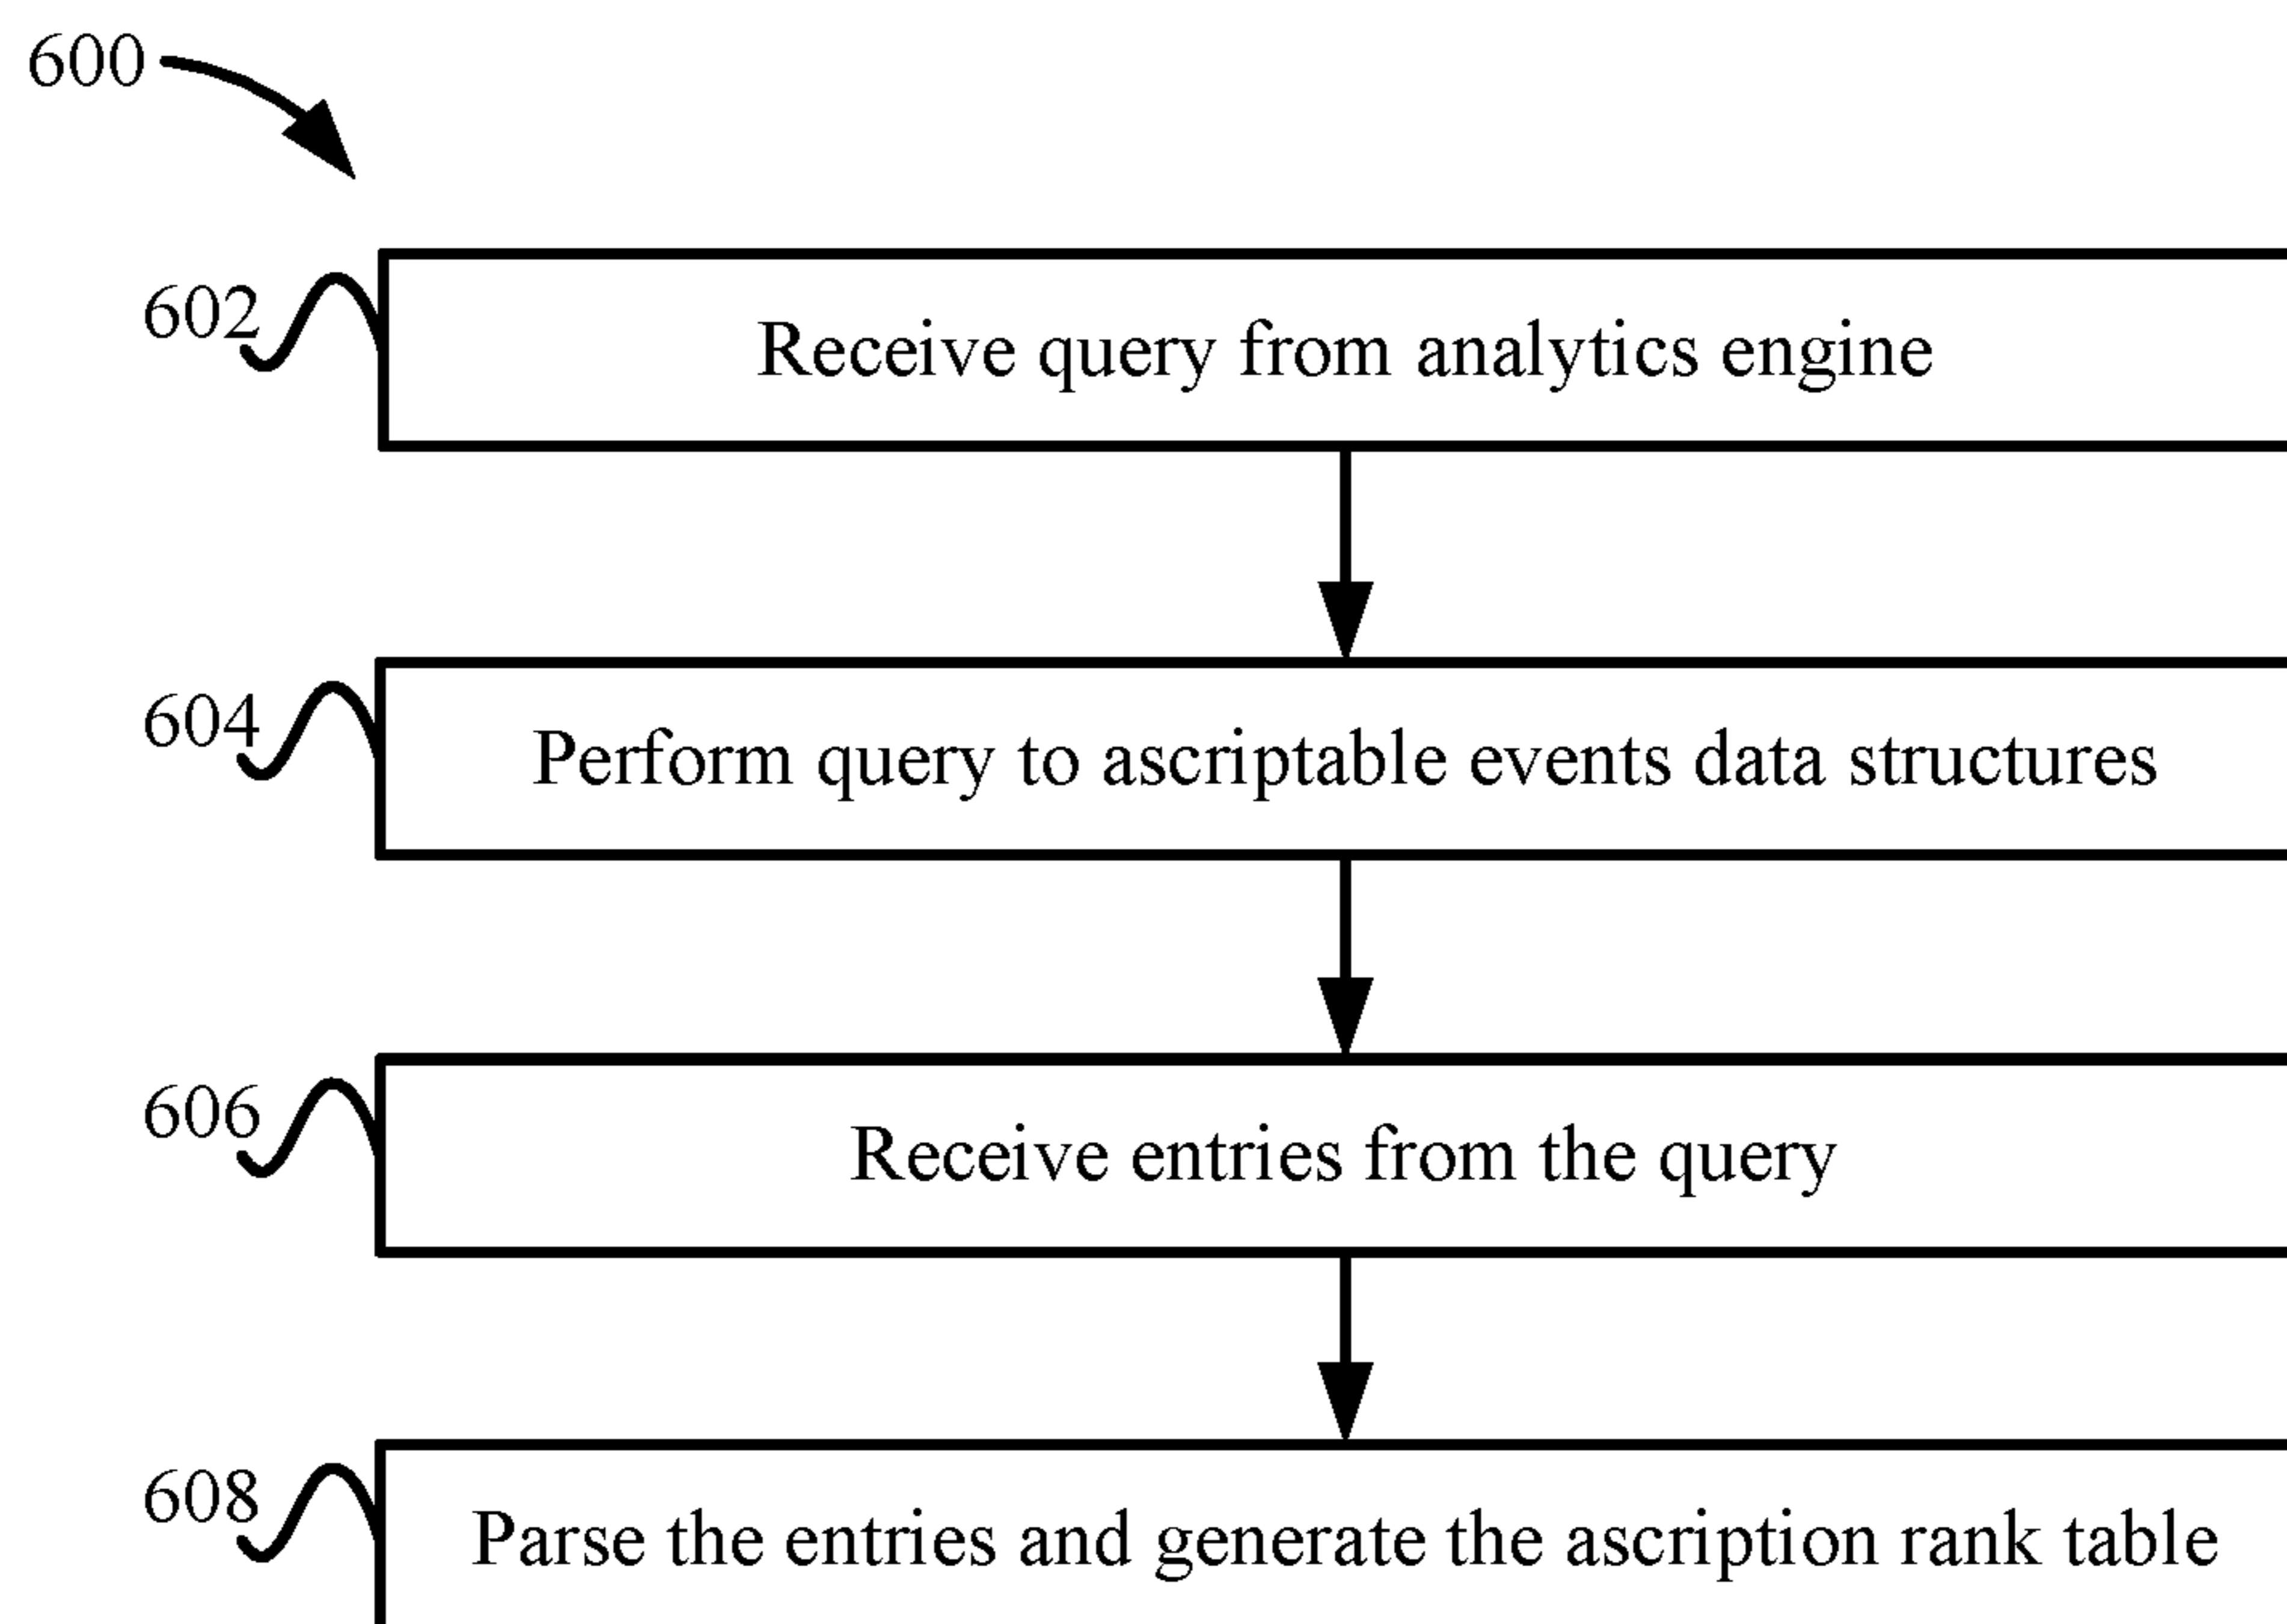 600
602
Receive query from analytics engine
604
Perform query to ascriptable events data structures
606
Receive entries from the query
608
Parse the entries and generate the ascription rank table